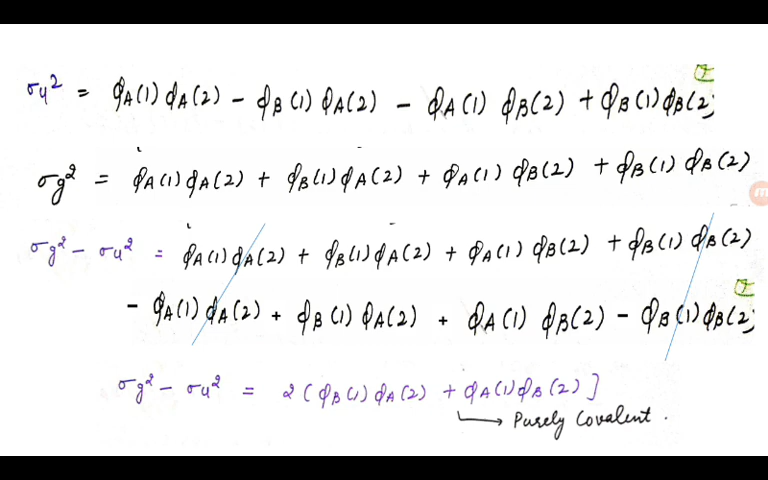 σu² = ϕA(1) ϕA(2) − ϕB(1) ϕA(2) − ϕA(1) ϕB(2) + ϕB(1) ϕB(2)
σg² = ϕA(1) ϕA(2) + ϕB(1) ϕA(2) + ϕA(1) ϕB(2) + ϕB(1) ϕB(2)
σg² − σu² = ϕA(1) ϕA(2) + ϕB(1) ϕA(2) + ϕA(1) ϕB(2) + ϕB(1) ϕB(2)
− ϕA(1) ϕA(2) + ϕB(1) ϕA(2) + ϕA(1) ϕB(2) − ϕB(1) ϕB(2)
σg² − σu² = 2(ϕB(1) ϕA(2) + ϕA(1) ϕB(2)]
→ Purely Covalent.